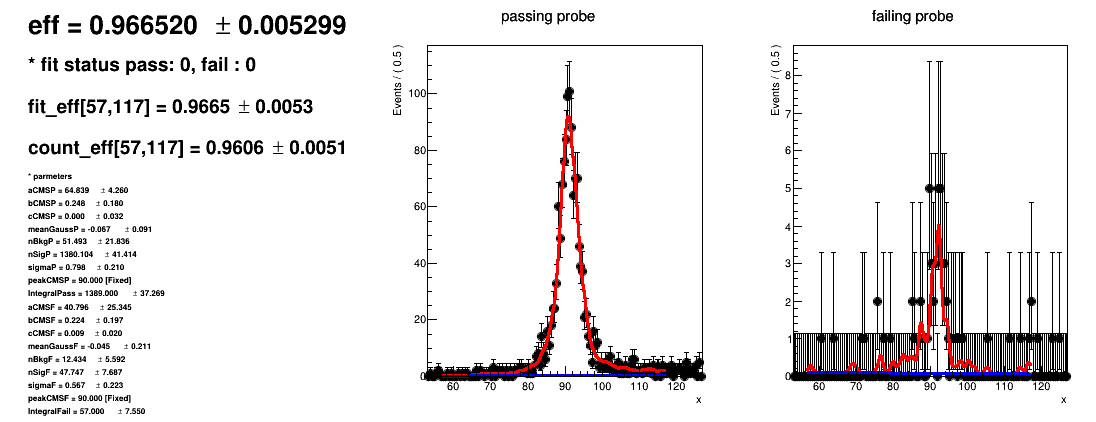 eff = 0.966520 ± 0.005299
* fit status pass: 0, fail : 0
fit_eff[57,117] = 0.9665 ± 0.0053
count_eff[57,117] = 0.9606 ± 0.0051
* parmeters
aCMSP = 64.839 ± 4.260
bCMSP = 0.248 ± 0.180
cCMSP = 0.000 ± 0.032
meanGaussP = -0.067 ± 0.091
nBkgP = 51.493 ± 21.836
nSigP = 1380.104 ± 41.414
sigmaP = 0.798 ± 0.210
peakCMSP = 90.000 [Fixed]
IntegralPass = 1389.000 ± 37.269
aCMSF = 40.796 ± 25.345
bCMSF = 0.224 ± 0.197
cCMSF = 0.009 ± 0.020
meanGaussF = -0.045 ± 0.211
nBkgF = 12.434 ± 5.592
nSigF = 47.747 ± 7.687
sigmaF = 0.567 ± 0.223
peakCMSF = 90.000 [Fixed]
IntegralFail = 57.000 ± 7.550
passing probe
Events / ( 0.5 )
100
80
60
40
20
0
60 70 80 90 100 110 120
x
failing probe
Events / ( 0.5 )
8
7
6
5
4
3
2
1
0
60 70 80 90 100 110 120
x